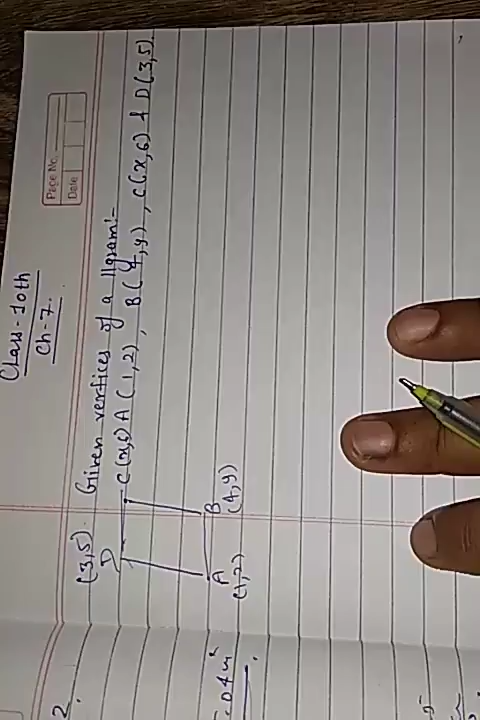 Class-10th
Ch-7.
Page No.
Date
Given vertices of a ||gram:-
A (1,2), B(4,y), C(x,6) & D(3,5).
(3,5).
D
C(x,6)
A
(1,2)
B
(4,y)
2.